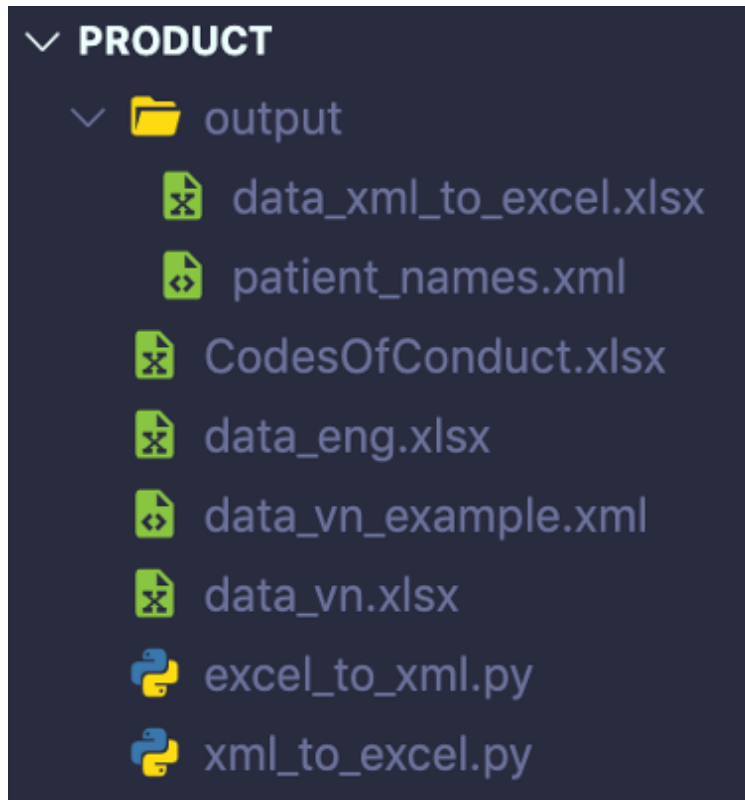 PRODUCT
output
data_xml_to_excel.xlsx
patient_names.xml
CodesOfConduct.xlsx
data_eng.xlsx
data_vn_example.xml
data_vn.xlsx
excel_to_xml.py
xml_to_excel.py